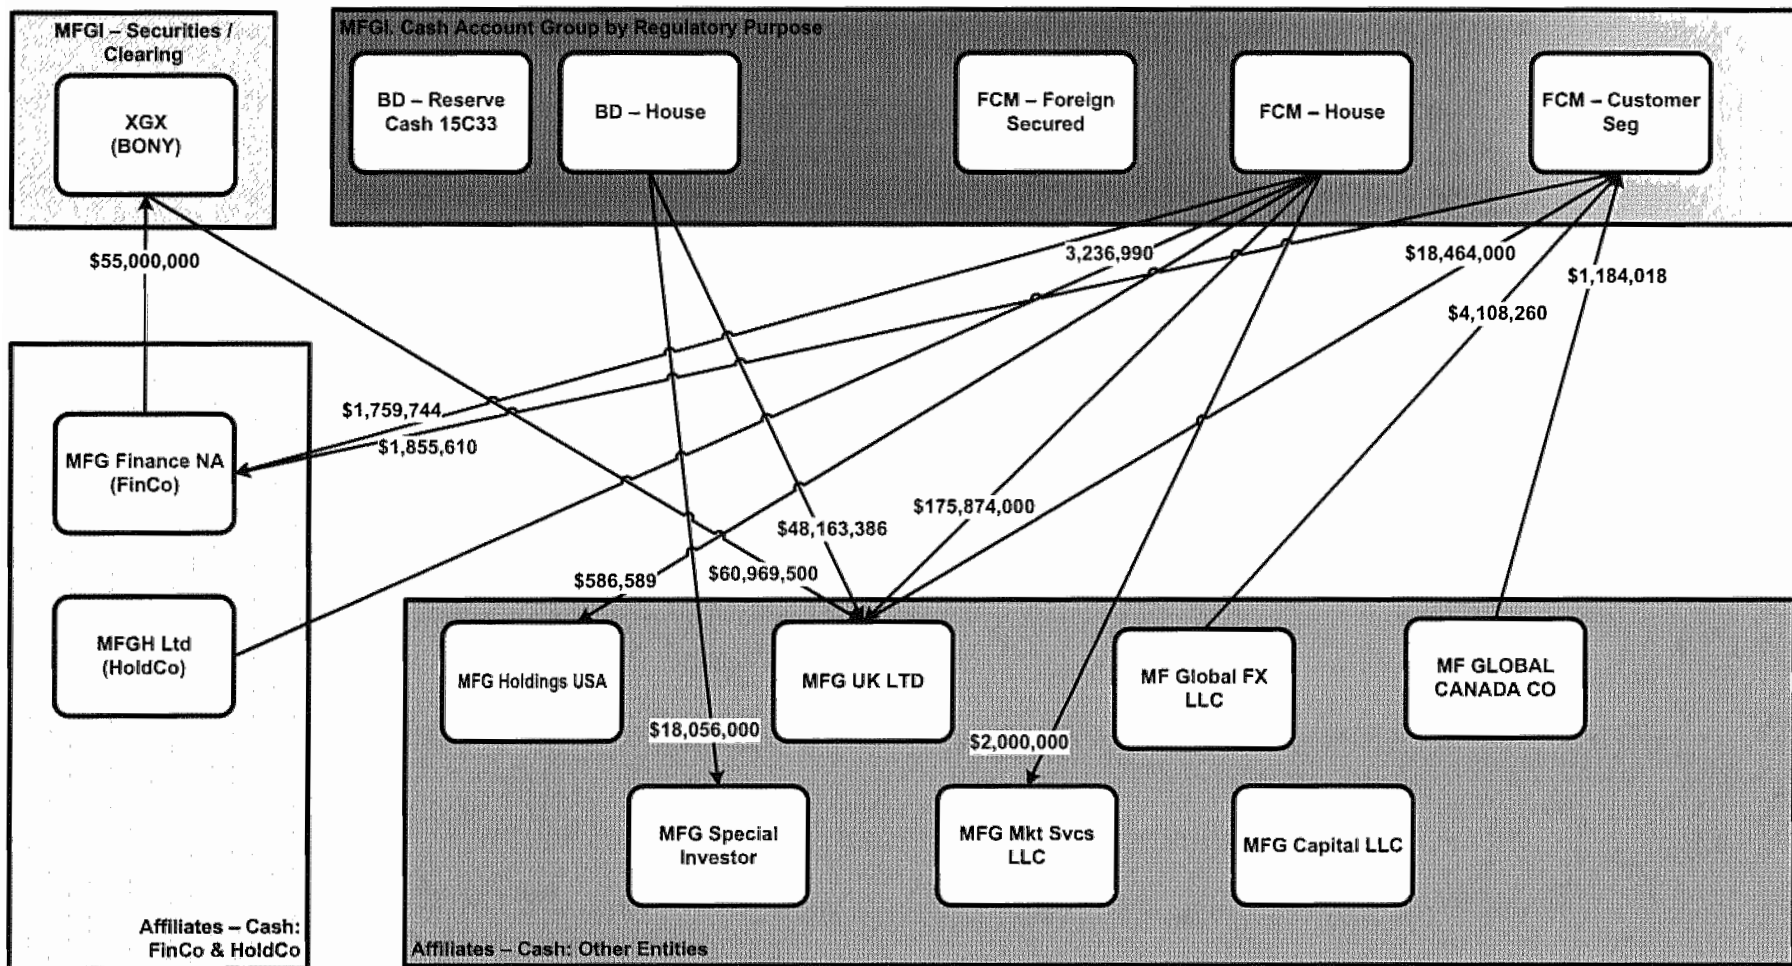 MFGI – Securities /
Clearing
XGX
(BONY)
MFGI. Cash Account Group by Regulatory Purpose
BD – Reserve
Cash 15C33
BD – House
FCM – Foreign
Secured
FCM – House
FCM – Customer
Seg
$55,000,000
3,236,990
$18,464,000
$1,184,018
$4,108,260
$1,759,744
$1,855,610
$175,874,000
$48,163,386
$60,969,500
$586,589
MFG Finance NA
(FinCo)
MFGH Ltd
(HoldCo)
Affiliates – Cash:
FinCo & HoldCo
MFG Holdings USA
MFG UK LTD
MF Global FX
LLC
MF GLOBAL
CANADA CO
$18,056,000
$2,000,000
MFG Special
Investor
MFG Mkt Svcs
LLC
MFG Capital LLC
Affiliates – Cash: Other Entities